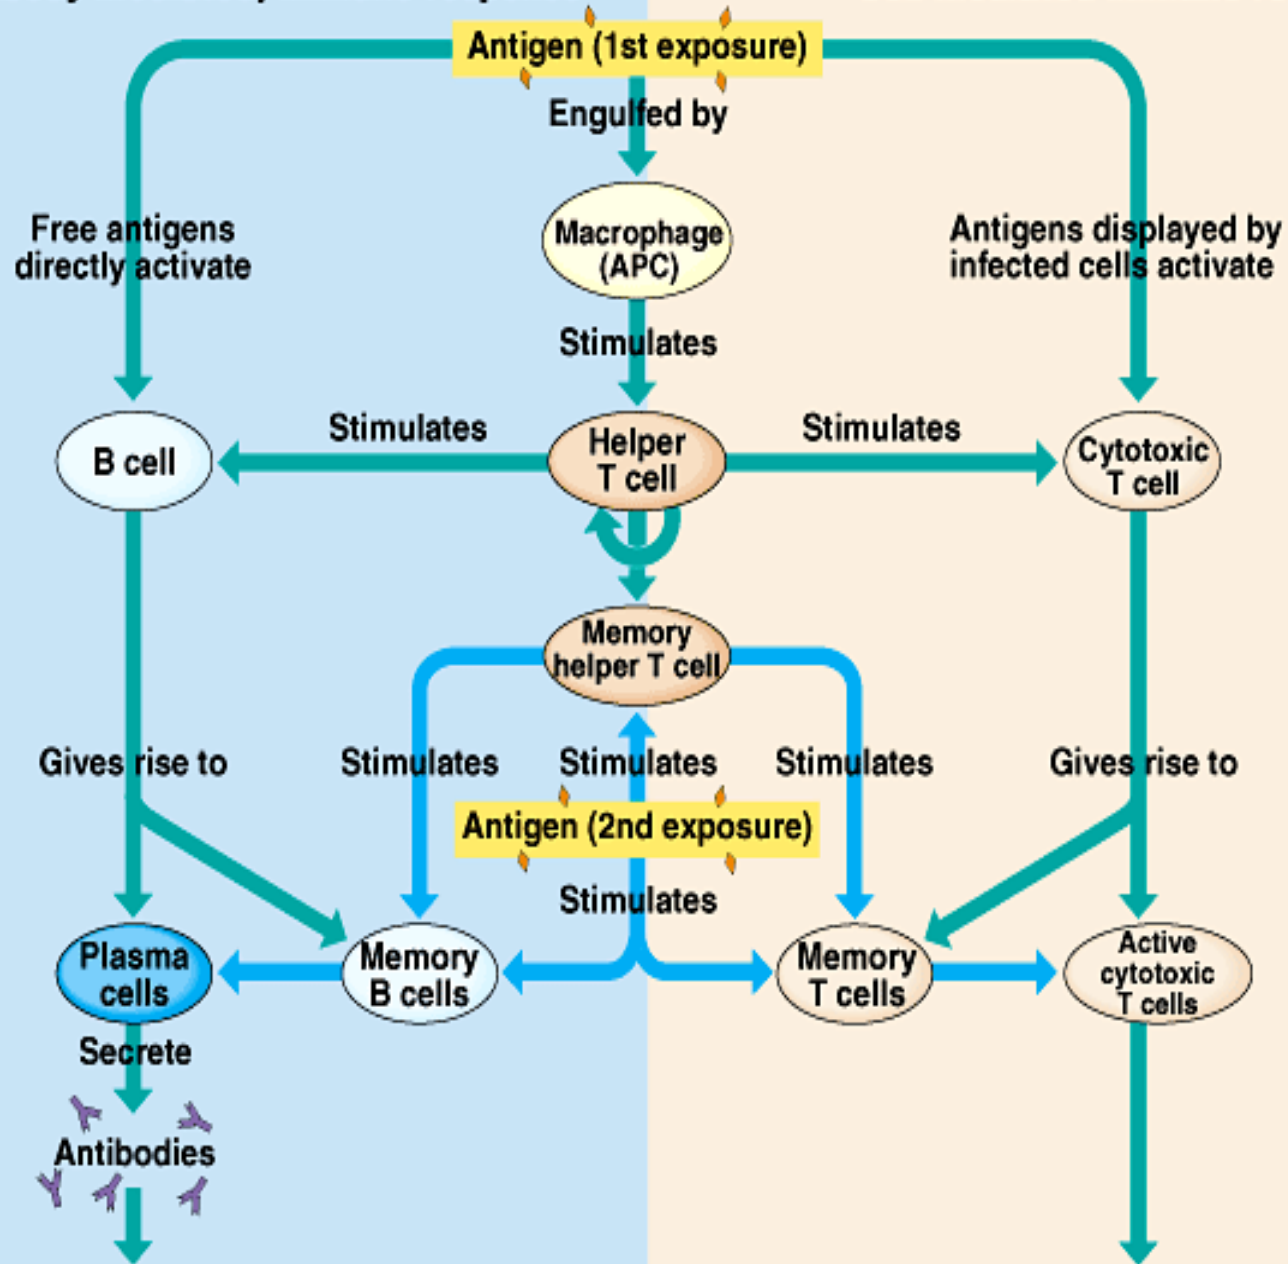 Antigen (1st exposure)
Engulfed by
Free antigens
directly activate
Macrophage
(APC)
Antigens displayed by
infected cells activate
Stimulates
B cell
Stimulates
Helper
T cell
Stimulates
Cytotoxic
T cell
Memory
helper T cell
Gives rise to
Stimulates
Stimulates
Stimulates
Gives rise to
Antigen (2nd exposure)
Stimulates
Plasma
cells
Memory
B cells
Memory
T cells
Active
cytotoxic
T cells
Secrete
Antibodies